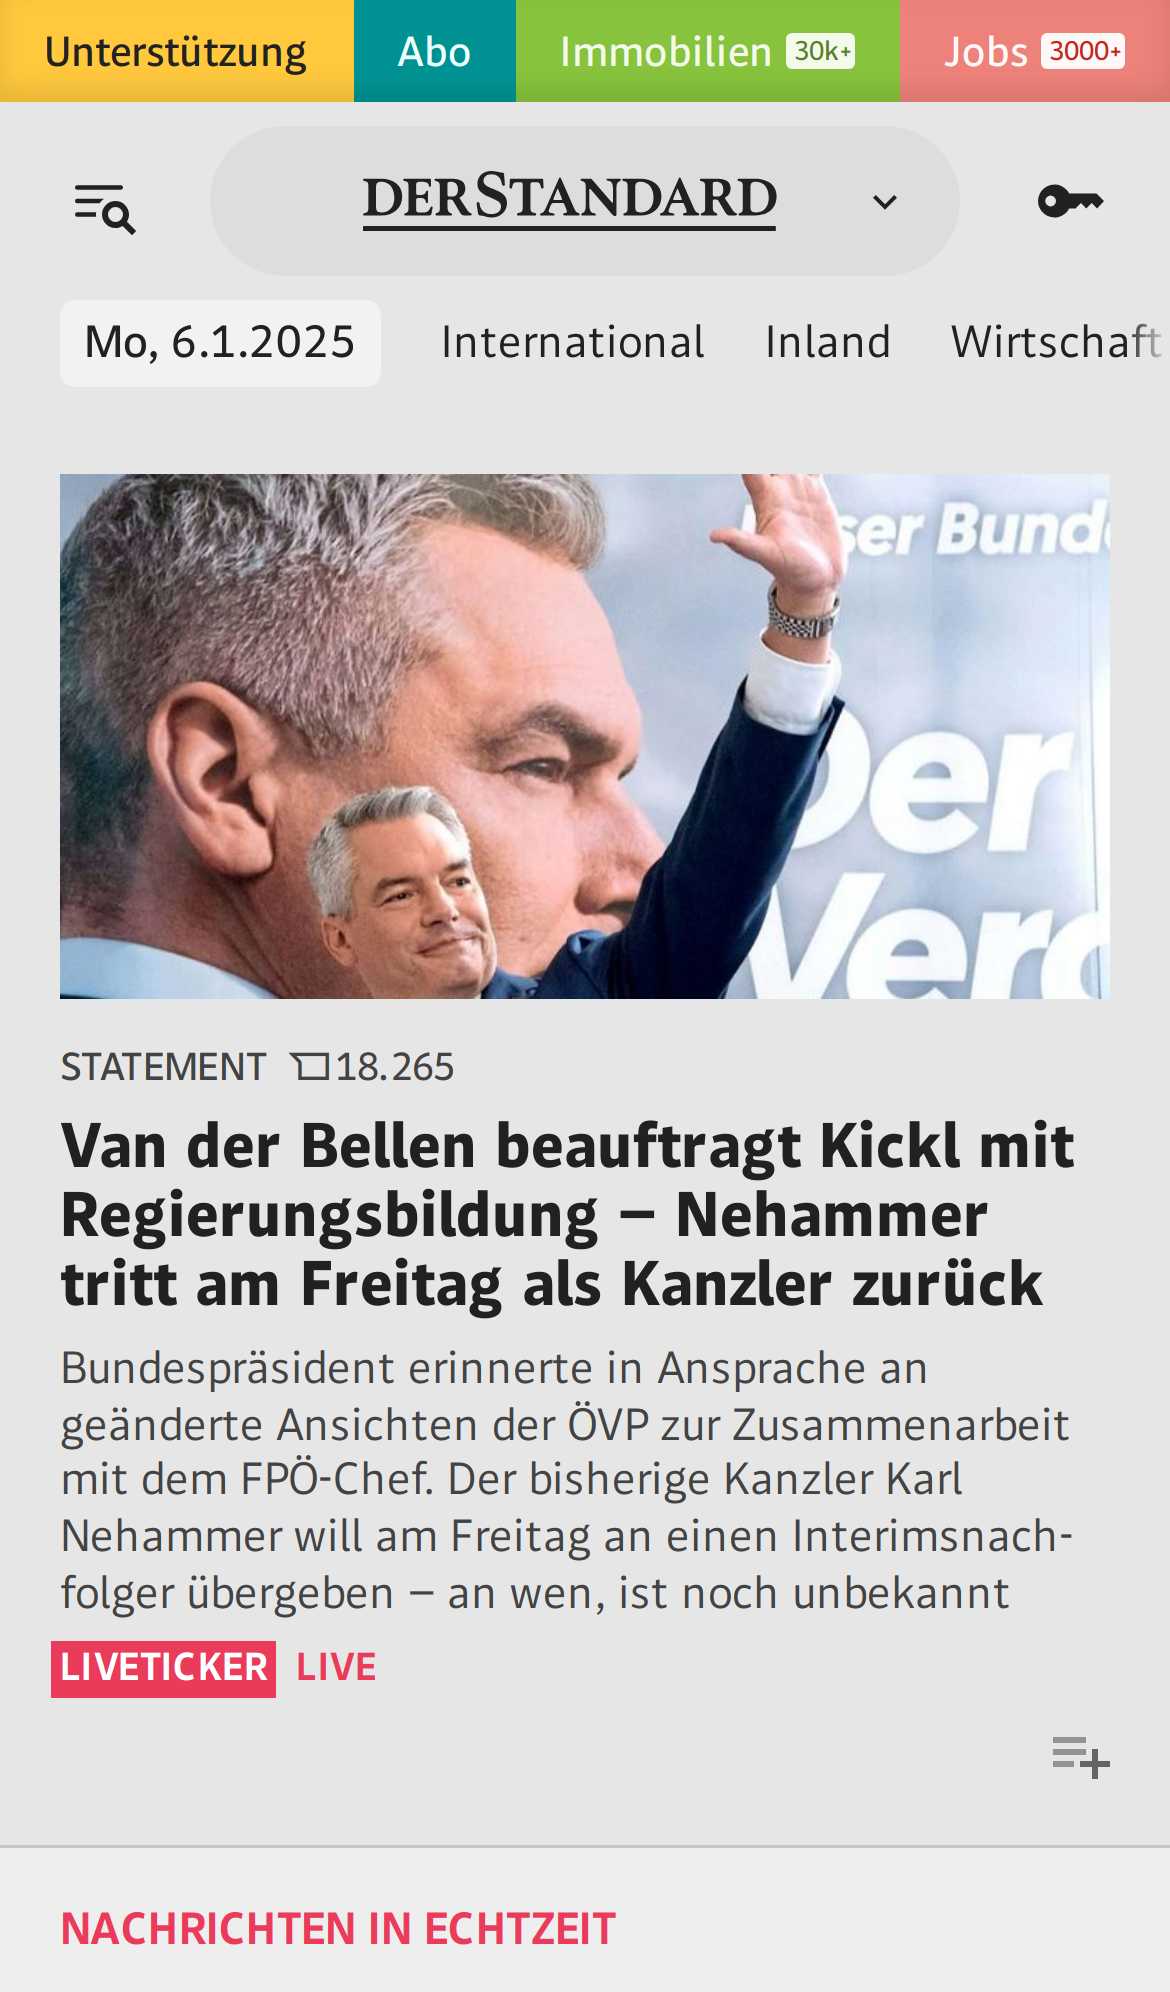 Unterstützung Abo Immobilien 30k+ Jobs 3000+
DERSTANDARD
Mo, 6.1.2025 International Inland Wirtschaft
ser Bund
Der
Ver
STATEMENT 18.265
Van der Bellen beauftragt Kickl mit
Regierungsbildung – Nehammer
tritt am Freitag als Kanzler zurück
Bundespräsident erinnerte in Ansprache an
geänderte Ansichten der ÖVP zur Zusammenarbeit
mit dem FPÖ-Chef. Der bisherige Kanzler Karl
Nehammer will am Freitag an einen Interimsnach-
folger übergeben – an wen, ist noch unbekannt
LIVETICKER LIVE
NACHRICHTEN IN ECHTZEIT